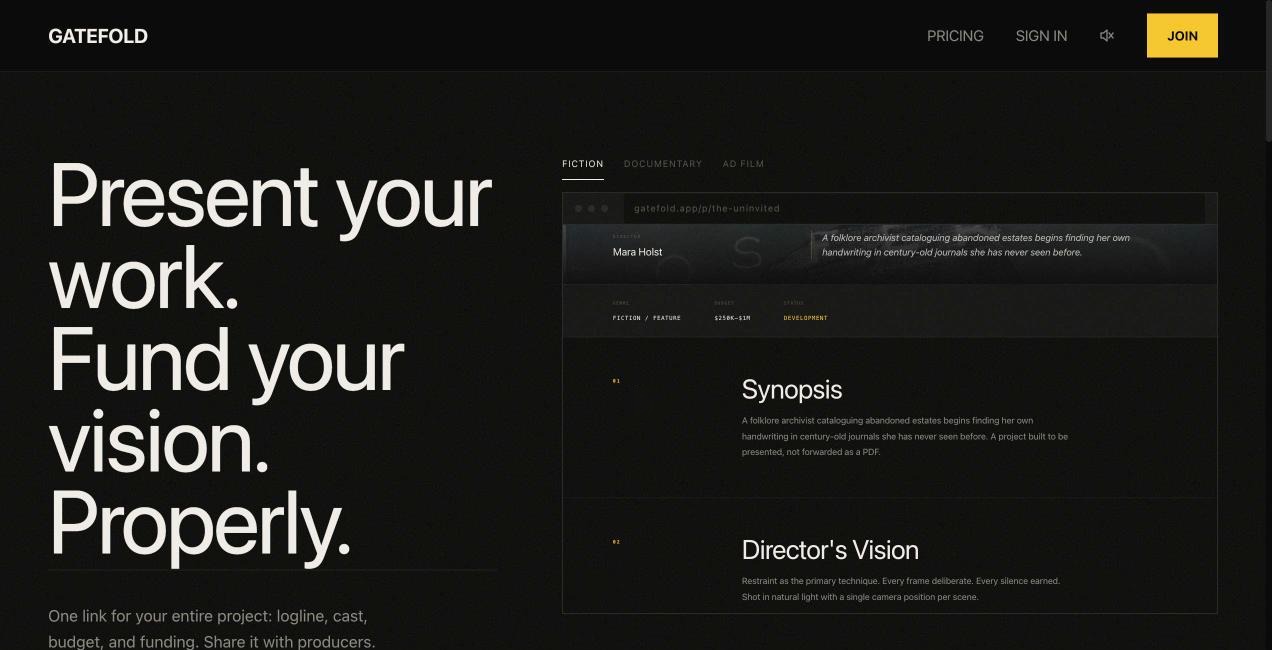 GATEFOLD
PRICING
SIGN IN
JOIN
Present your
work.
Fund your
vision.
Properly.
One link for your entire project: logline, cast,
budget, and funding. Share it with producers.
FICTION
DOCUMENTARY
AD FILM
gatefold.app/p/the-uninvited
DIRECTOR
Mara Holst
A folklore archivist cataloguing abandoned estates begins finding her own
handwriting in century-old journals she has never seen before.
GENRE
FICTION / FEATURE
BUDGET
$250K–$1M
STATUS
DEVELOPMENT
01
Synopsis
A folklore archivist cataloguing abandoned estates begins finding her own
handwriting in century-old journals she has never seen before. A project built to be
presented, not forwarded as a PDF.
02
Director's Vision
Restraint as the primary technique. Every frame deliberate. Every silence earned.
Shot in natural light with a single camera position per scene.